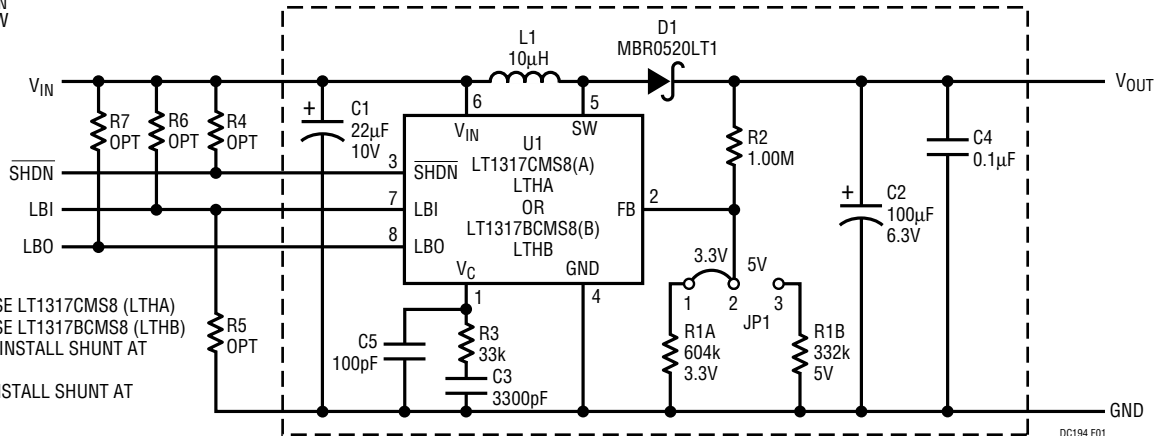 W
D1
MBR0520LT1
L1
10µH
VIN
VOUT
6
5
R7
OPT
R6
OPT
R4
OPT
+
C1
22µF
10V
VIN
SW
U1
LT1317CMS8(A)
LTHA
OR
LT1317BCMS8(B)
LTHB
R2
1.00M
C4
0.1µF
SHDN
3
SHDN
LBI
7
LBI
FB
2
+
C2
100µF
6.3V
LBO
8
LBO
VC
GND
1
4
3.3V
5V
1
2
3
JP1
SE LT1317CMS8 (LTHA)
SE LT1317BCMS8 (LTHB)
INSTALL SHUNT AT
STALL SHUNT AT
R5
OPT
C5
100pF
R3
33k
C3
3300pF
R1A
604k
3.3V
R1B
332k
5V
GND
DC194 F01